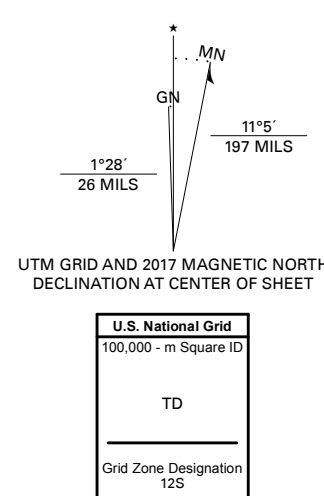 ★
MN
GN
11°5´
197 MILS
1°28´
26 MILS
UTM GRID AND 2017 MAGNETIC NORTH
DECLINATION AT CENTER OF SHEET
U.S. National Grid
100,000 - m Square ID
TD
Grid Zone Designation
12S